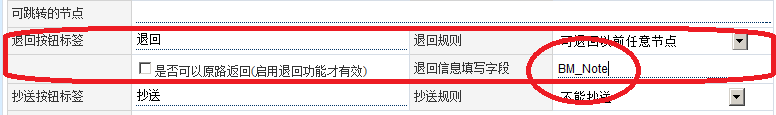 可跳转的节点
退回按钮标签 退回 退回规则 可退回以前任意节点
是否可以原路返回(启用退回功能才有效) 退回信息填写字段 BM_Note
抄送按钮标签 抄送 抄送规则 不能抄送